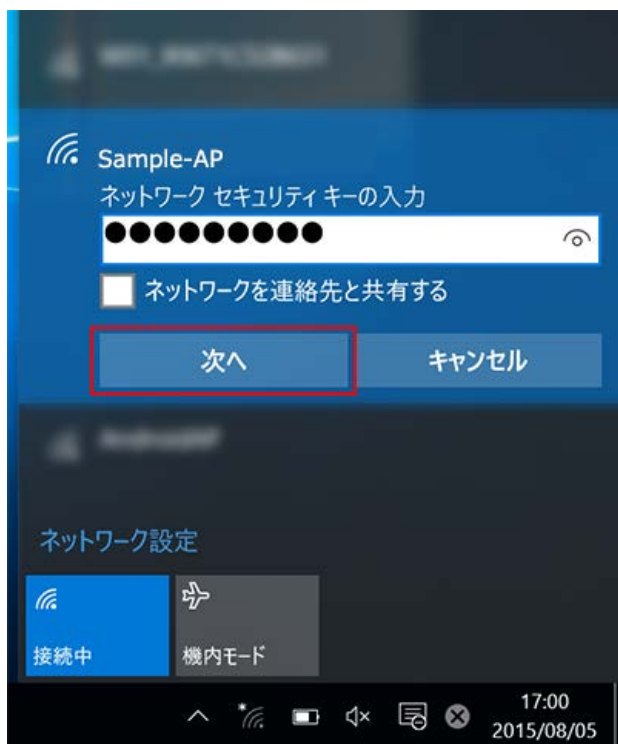 Sample-AP
ネットワーク セキュリティ キーの入力
●●●●●●●●●
ネットワークを連絡先と共有する
次へ
キャンセル
ネットワーク設定
接続中
機内モード
17:00
2015/08/05